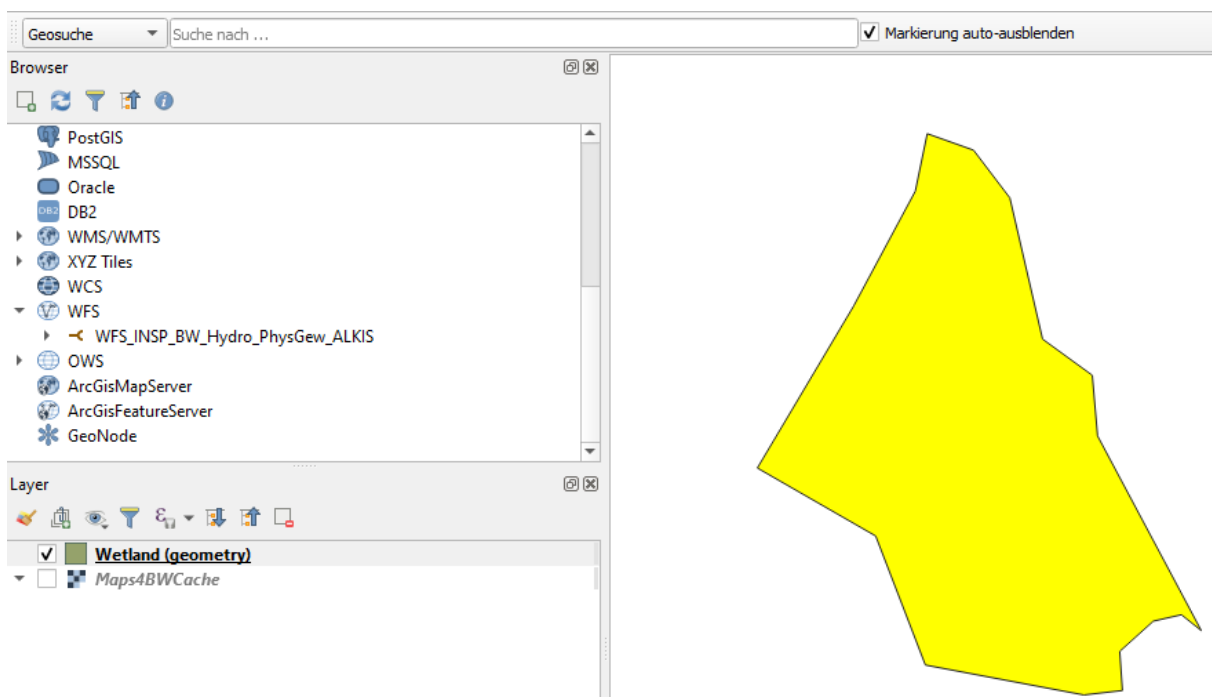 Geosuche Suche nach ... Markierung auto-ausblenden
Browser
PostGIS
MSSQL
Oracle
DB2 DB2
WMS/WMTS
XYZ Tiles
WCS
WFS
WFS_INSP_BW_Hydro_PhysGew_ALKIS
OWS
ArcGisMapServer
ArcGisFeatureServer
GeoNode
Layer
Wetland (geometry)
Maps4BWCache